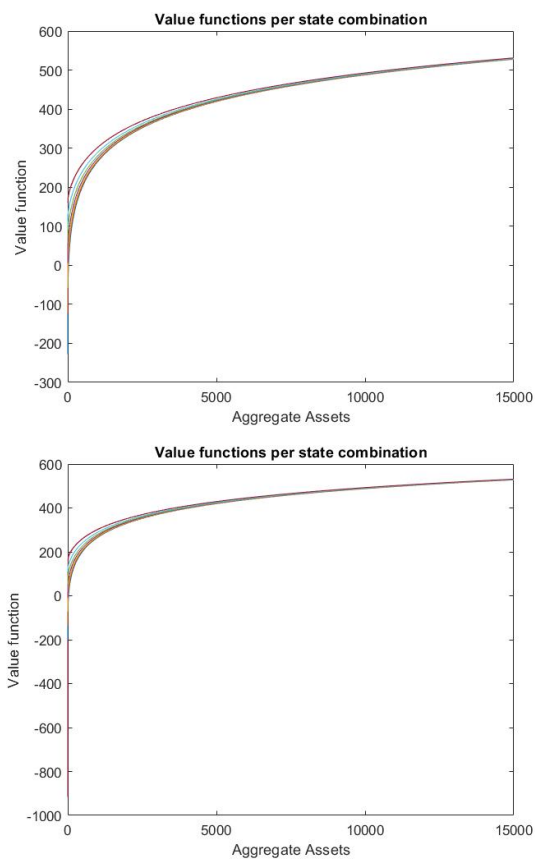 Value functions per state combination
600
500
400
300
200
100
0
-100
-200
-300
Value function
0 5000 10000 15000
Aggregate Assets
Value functions per state combination
600
400
200
0
-200
-400
-600
-800
-1000
Value function
0 5000 10000 15000
Aggregate Assets